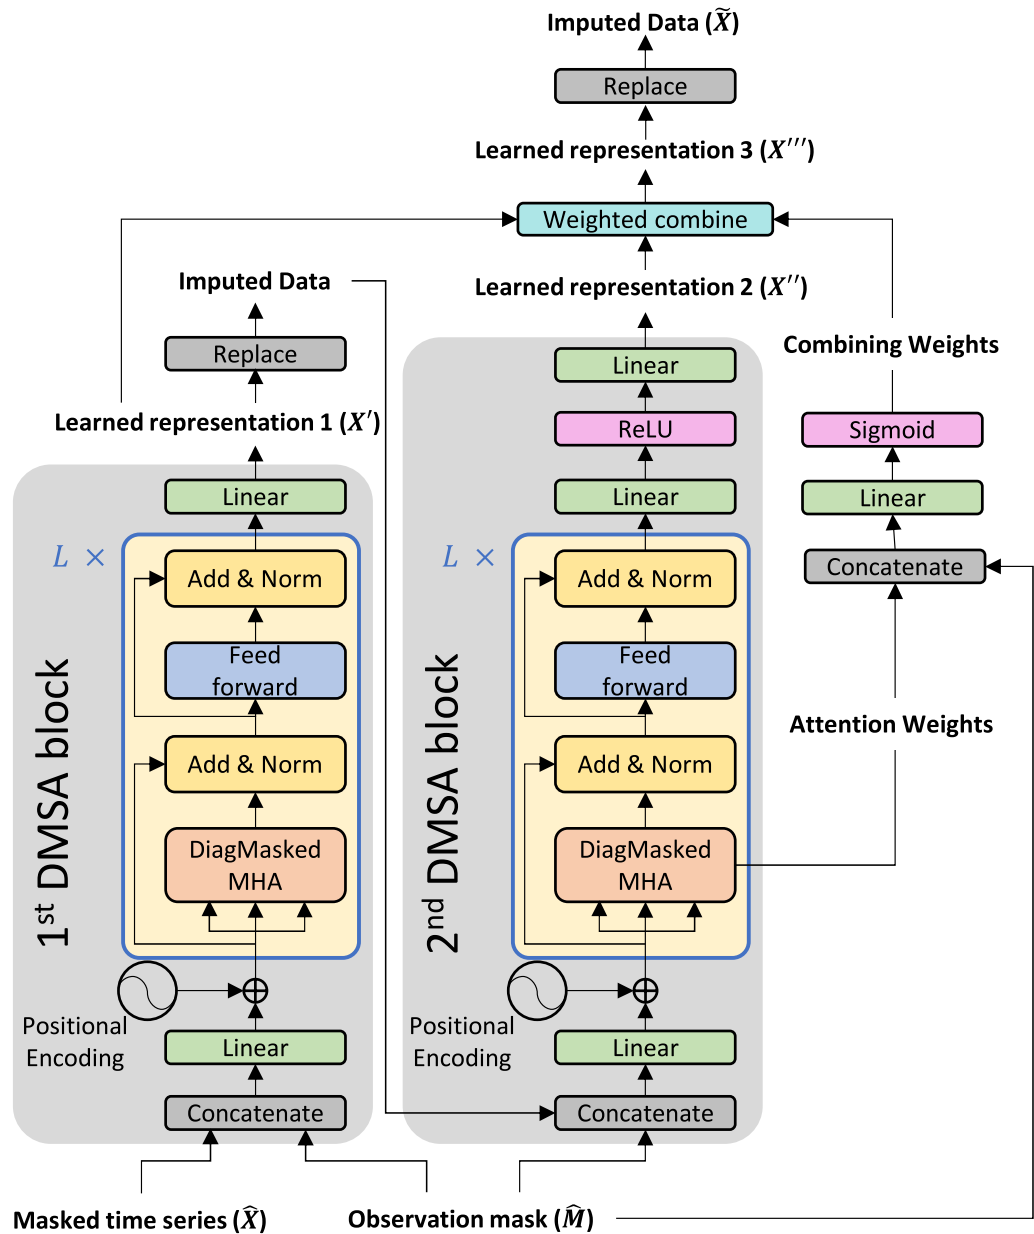 Imputed Data (X̃)
Replace
Learned representation 3 (X′′′)
Weighted combine
Imputed Data
Learned representation 2 (X′′)
Replace
Linear
Combining Weights
Learned representation 1 (X′)
ReLU
Sigmoid
Linear
Linear
Linear
L ×
Add & Norm
L ×
Add & Norm
Concatenate
Feed
forward
Feed
forward
1st DMSA block
2nd DMSA block
Attention Weights
Add & Norm
Add & Norm
DiagMasked
MHA
DiagMasked
MHA
Positional
Encoding
Linear
Positional
Encoding
Linear
Concatenate
Concatenate
Masked time series (X̂)
Observation mask (M̂)